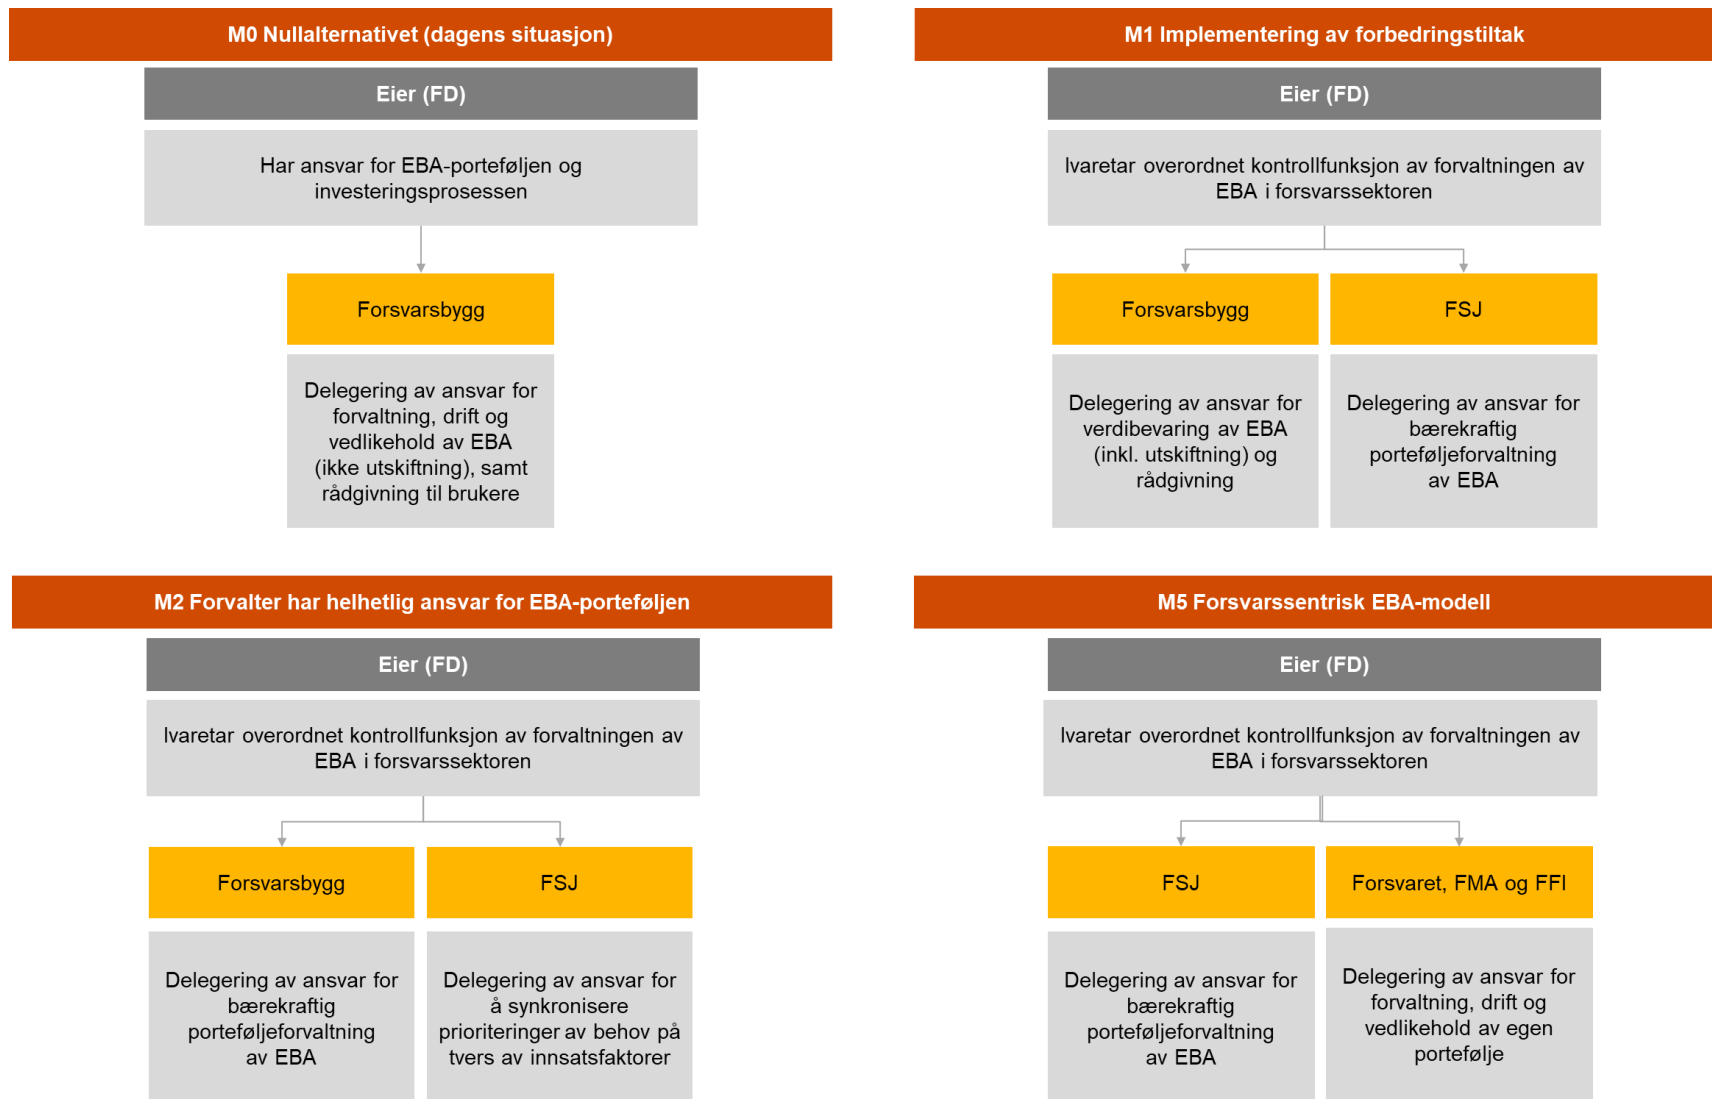 M0 Nullalternativet (dagens situasjon)
Eier (FD)
Har ansvar for EBA-porteføljen og
investeringsprosessen
Forsvarsbygg
Delegering av ansvar for
forvaltning, drift og
vedlikehold av EBA
(ikke utskiftning), samt
rådgivning til brukere
M1 Implementering av forbedringstiltak
Eier (FD)
Ivaretar overordnet kontrollfunksjon av forvaltningen av
EBA i forsvarssektoren
Forsvarsbygg
Delegering av ansvar for
verdibevaring av EBA
(inkl. utskiftning) og
rådgivning
FSJ
Delegering av ansvar for
bærekraftig
porteføljeforvaltning
av EBA
M2 Forvalter har helhetlig ansvar for EBA-porteføljen
Eier (FD)
Ivaretar overordnet kontrollfunksjon av forvaltningen av
EBA i forsvarssektoren
Forsvarsbygg
Delegering av ansvar for
bærekraftig
porteføljeforvaltning
av EBA
FSJ
Delegering av ansvar for
å synkronisere
prioriteringer av behov på
tvers av innsatsfaktorer
M5 Forsvarssentrisk EBA-modell
Eier (FD)
Ivaretar overordnet kontrollfunksjon av forvaltningen av
EBA i forsvarssektoren
FSJ
Delegering av ansvar for
bærekraftig
porteføljeforvaltning
av EBA
Forsvaret, FMA og FFI
Delegering av ansvar for
forvaltning, drift og
vedlikehold av egen
portefølje